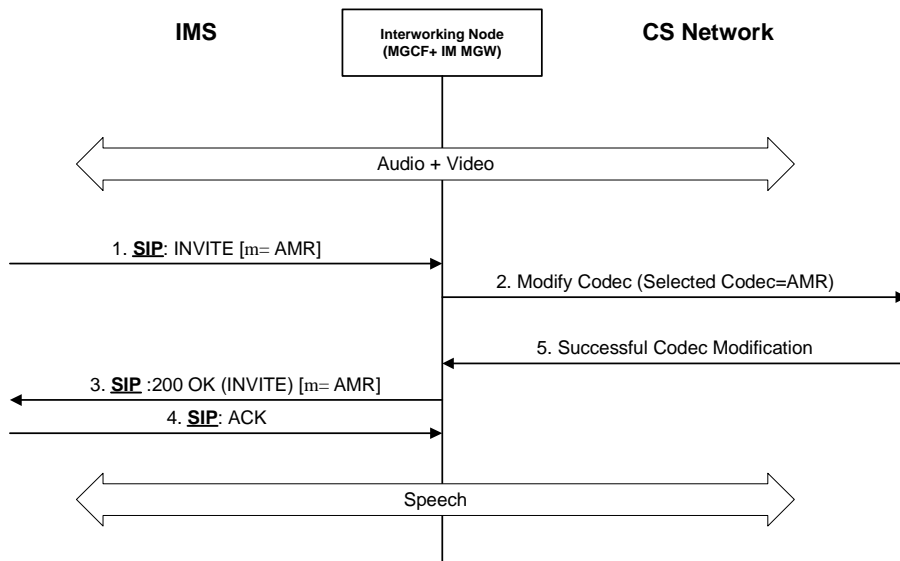 IMS
Interworking Node
(MGCF+ IM MGW)
CS Network
Audio + Video
1. SIP: INVITE [m= AMR]
2. Modify Codec (Selected Codec=AMR)
5. Successful Codec Modification
3. SIP :200 OK (INVITE) [m= AMR]
4. SIP: ACK
Speech